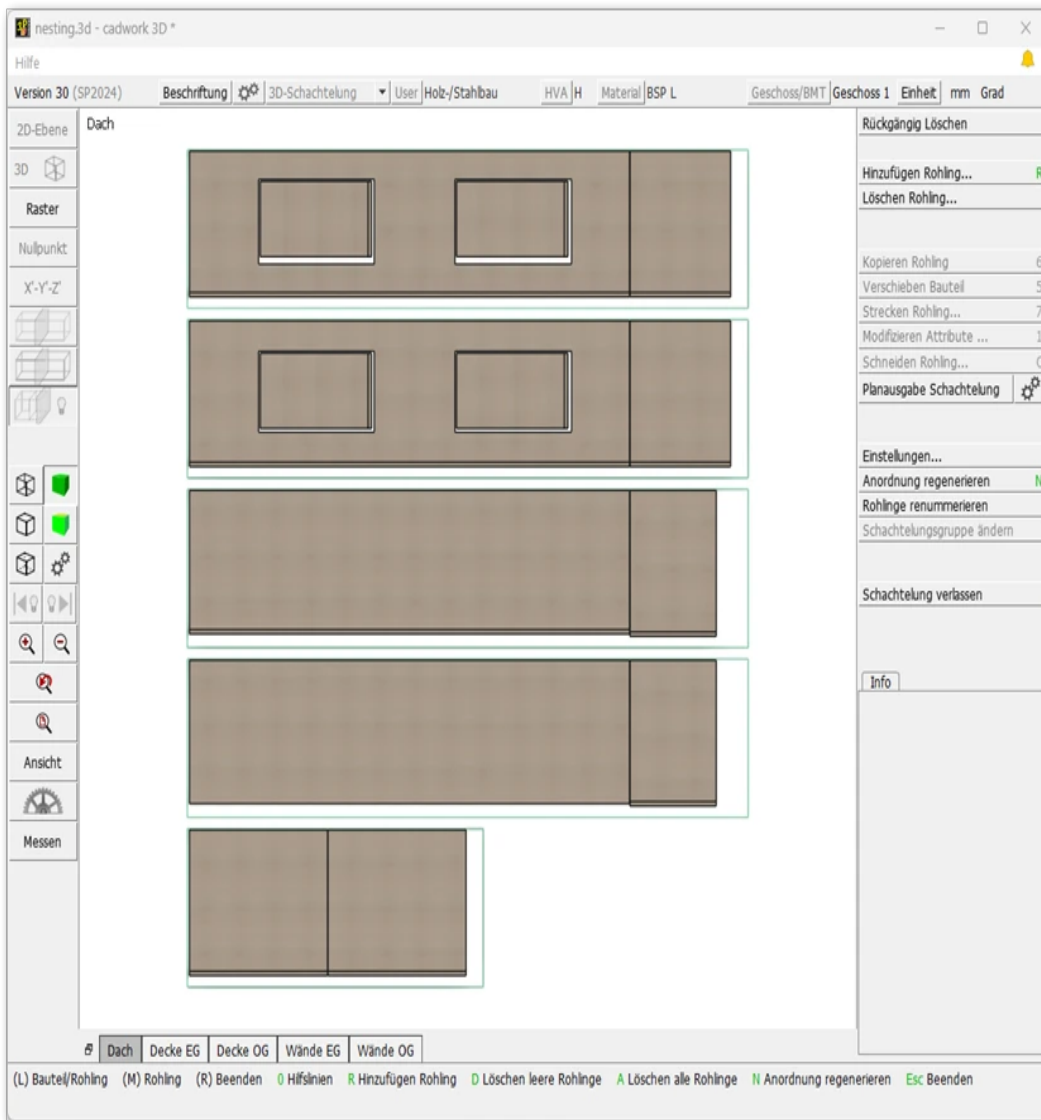 nesting.3d - cadwork 3D *
Hilfe
Version 30 (SP2024) Beschriftung 3D-Schachtelung User Holz-/Stahlbau HVA H Material BSP L Geschoss/BMT Geschoss 1 Einheit mm Grad
2D-Ebene
3D
Raster
Nullpunkt
X'-Y'-Z'
Ansicht
Messen
Dach
Rückgängig Löschen
Hinzufügen Rohling... R
Löschen Rohling...
Kopieren Rohling 6
Verschieben Bauteil 5
Strecken Rohling... 7
Modifizieren Attribute ... 1
Schneiden Rohling...
Planausgabe Schachtelung
Einstellungen...
Anordnung regenerieren N
Rohlinge renummerieren
Schachtelungsgruppe ändern
Schachtelung verlassen
Info
Dach Decke EG Decke OG Wände EG Wände OG
(L) Bauteil/Rohling (M) Rohling (R) Beenden 0 Hilfslinien R Hinzufügen Rohling D Löschen leere Rohlinge A Löschen alle Rohlinge N Anordnung regenerieren Esc Beenden